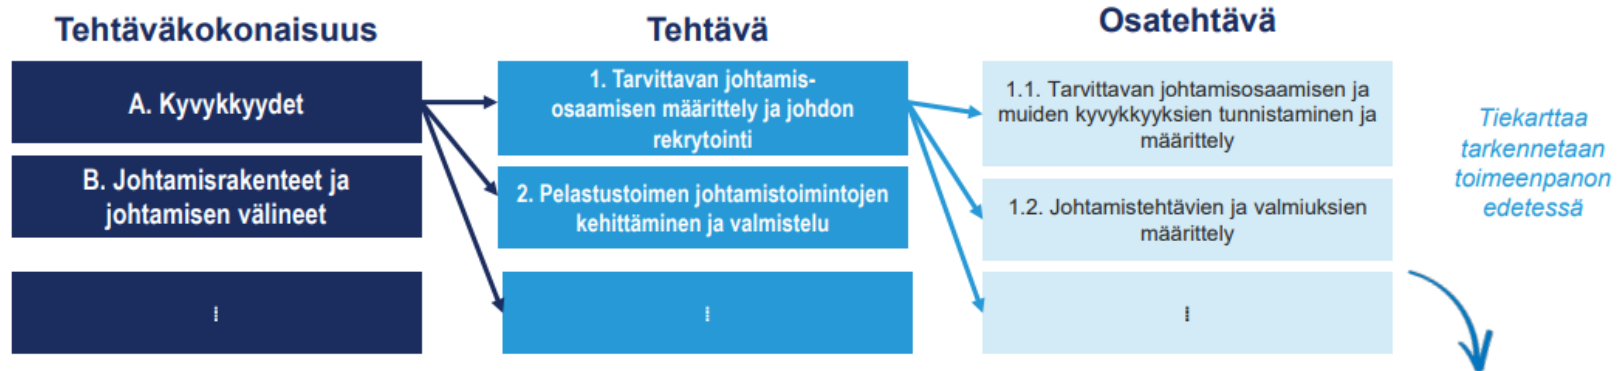 Tehtäväkokonaisuus
Tehtävä
Osatehtävä
A. Kyvykkyydet
B. Johtamisrakenteet ja
johtamisen välineet
⁞
1. Tarvittavan johtamis-
osaamisen määrittely ja johdon
rekrytointi
2. Pelastustoimen johtamistoimintojen
kehittäminen ja valmistelu
⁞
1.1. Tarvittavan johtamisosaamisen ja
muiden kyvykkyyksien tunnistaminen ja
määrittely
1.2. Johtamistehtävien ja valmiuksien
määrittely
⁞
Tiekarttaa
tarkennetaan
toimeenpanon
edetessä